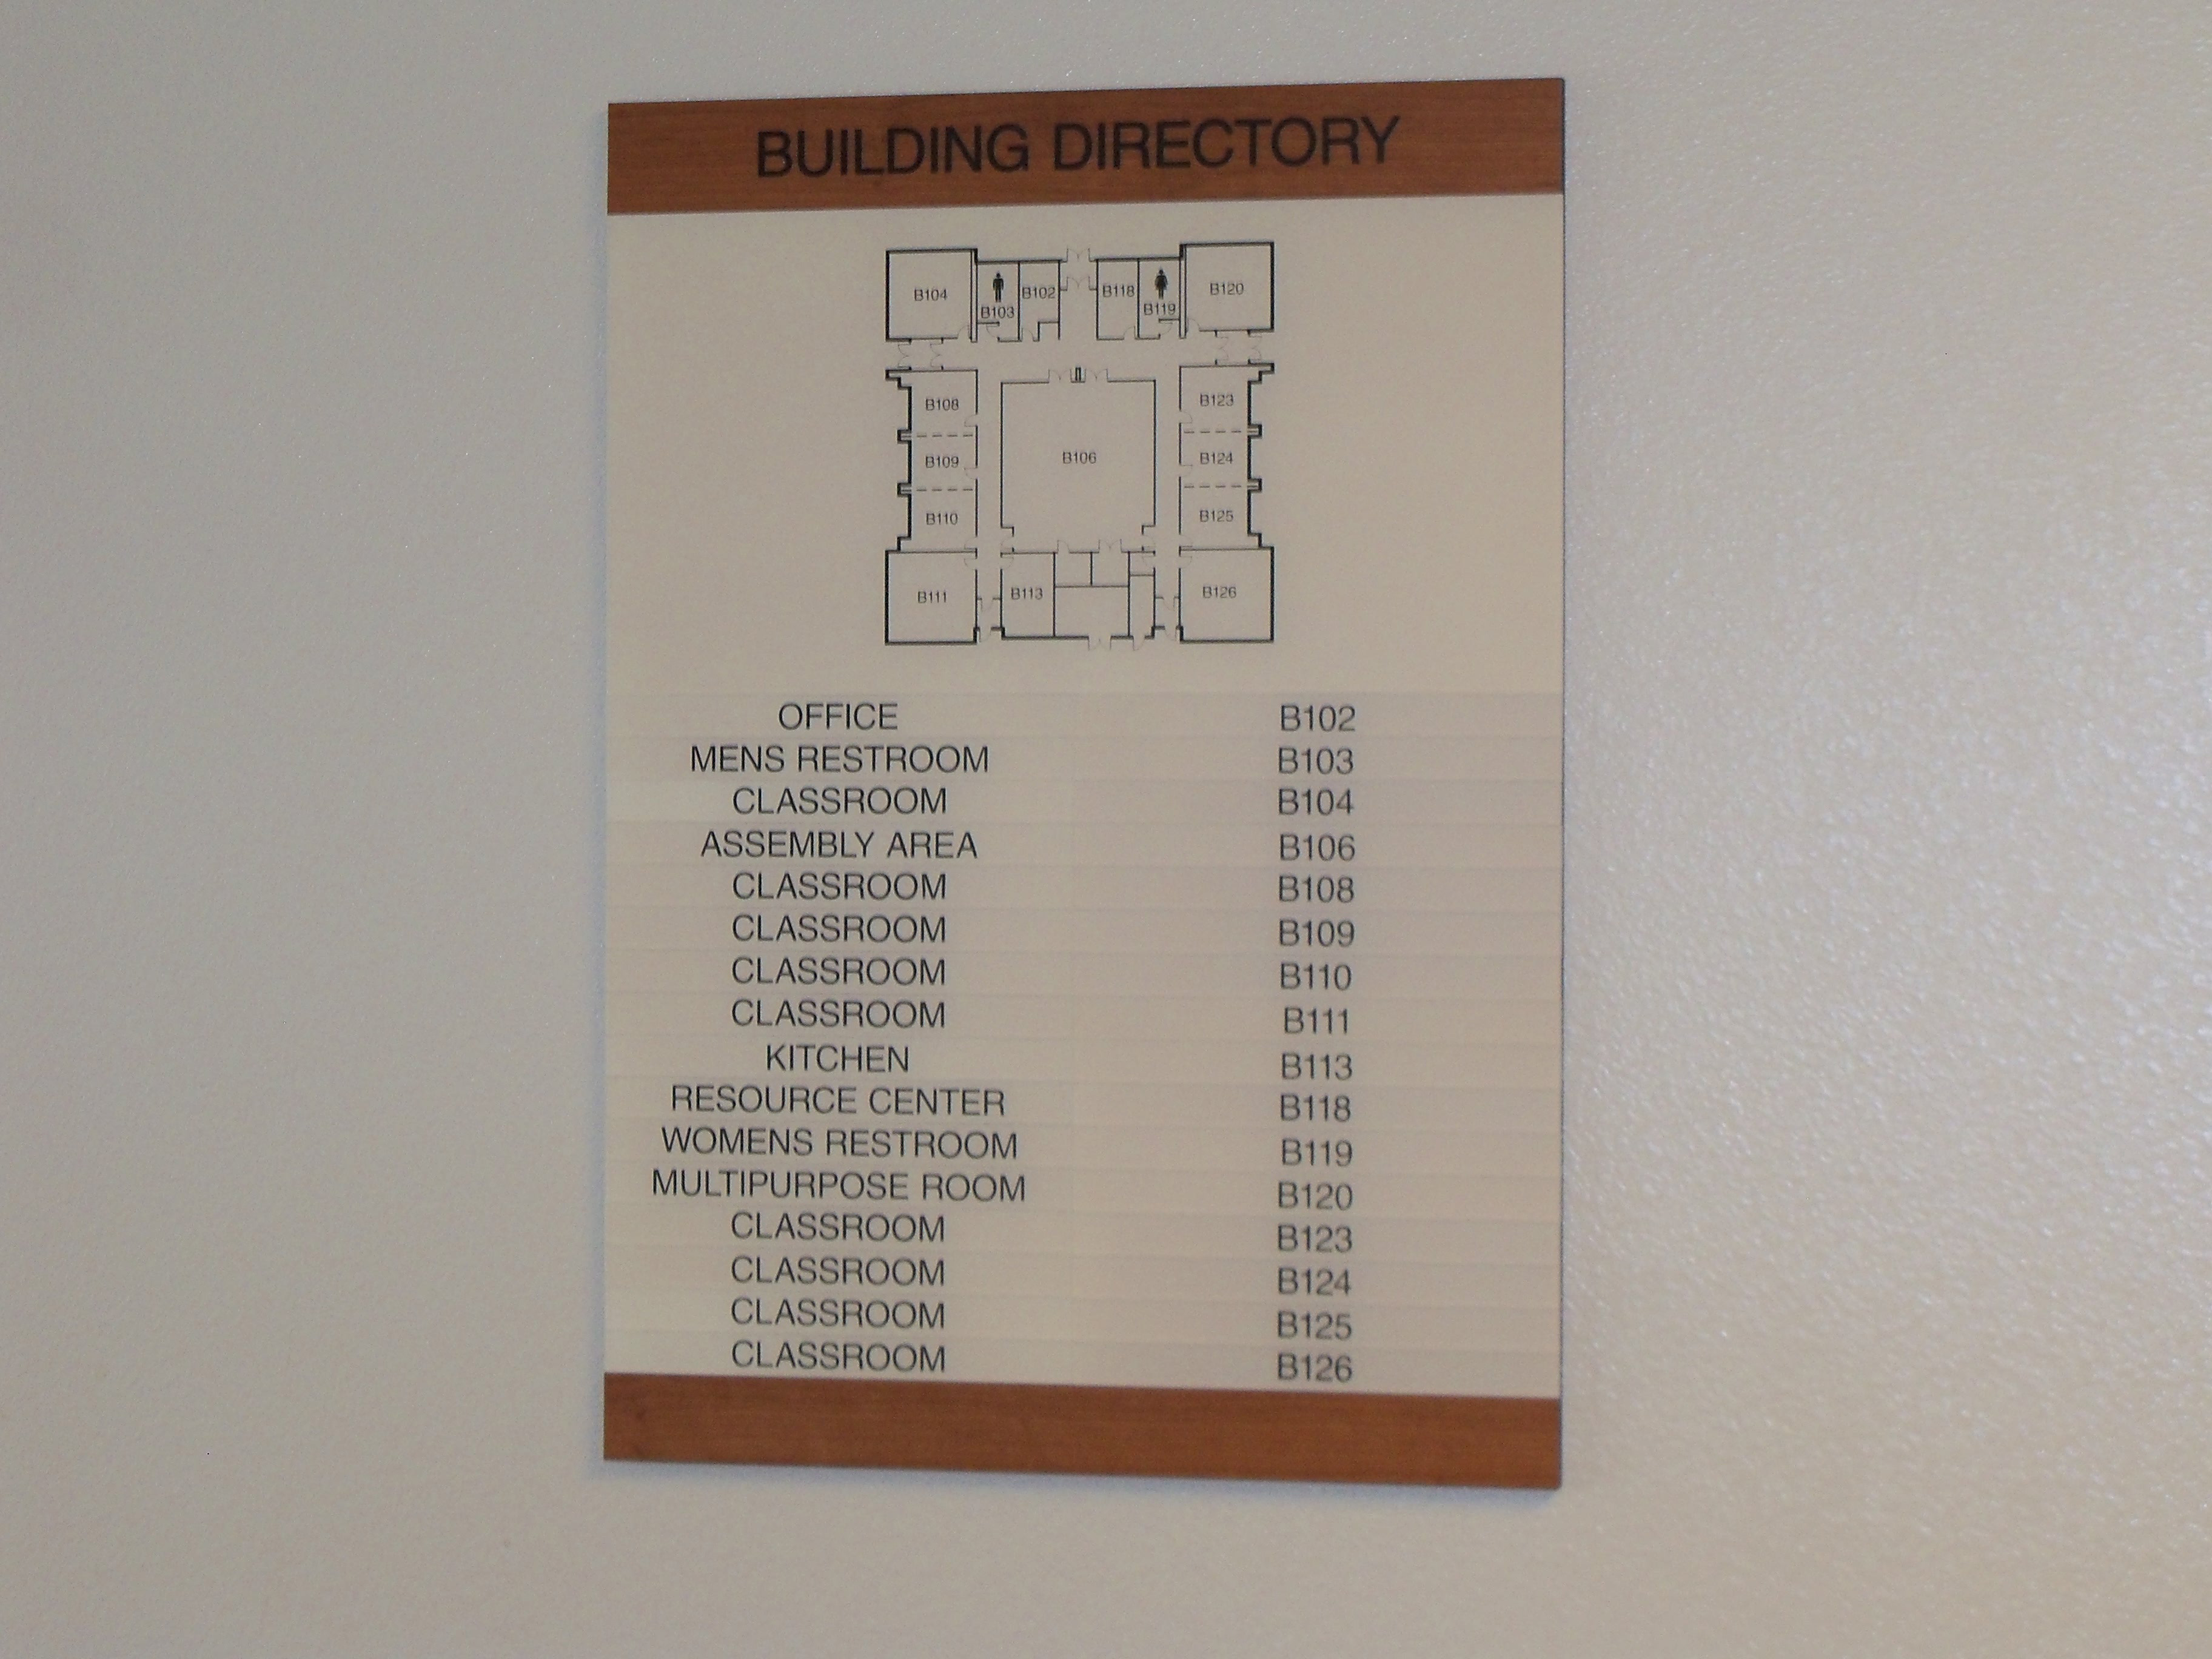 BUILDING DIRECTORY
B104
B103
B102
B118
B119
B120
B108
B123
B109
B106
B124
B110
B125
B111
B113
B126
OFFICE B102
MENS RESTROOM B103
CLASSROOM B104
ASSEMBLY AREA B106
CLASSROOM B108
CLASSROOM B109
CLASSROOM B110
CLASSROOM B111
KITCHEN B113
RESOURCE CENTER B118
WOMENS RESTROOM B119
MULTIPURPOSE ROOM B120
CLASSROOM B123
CLASSROOM B124
CLASSROOM B125
CLASSROOM B126